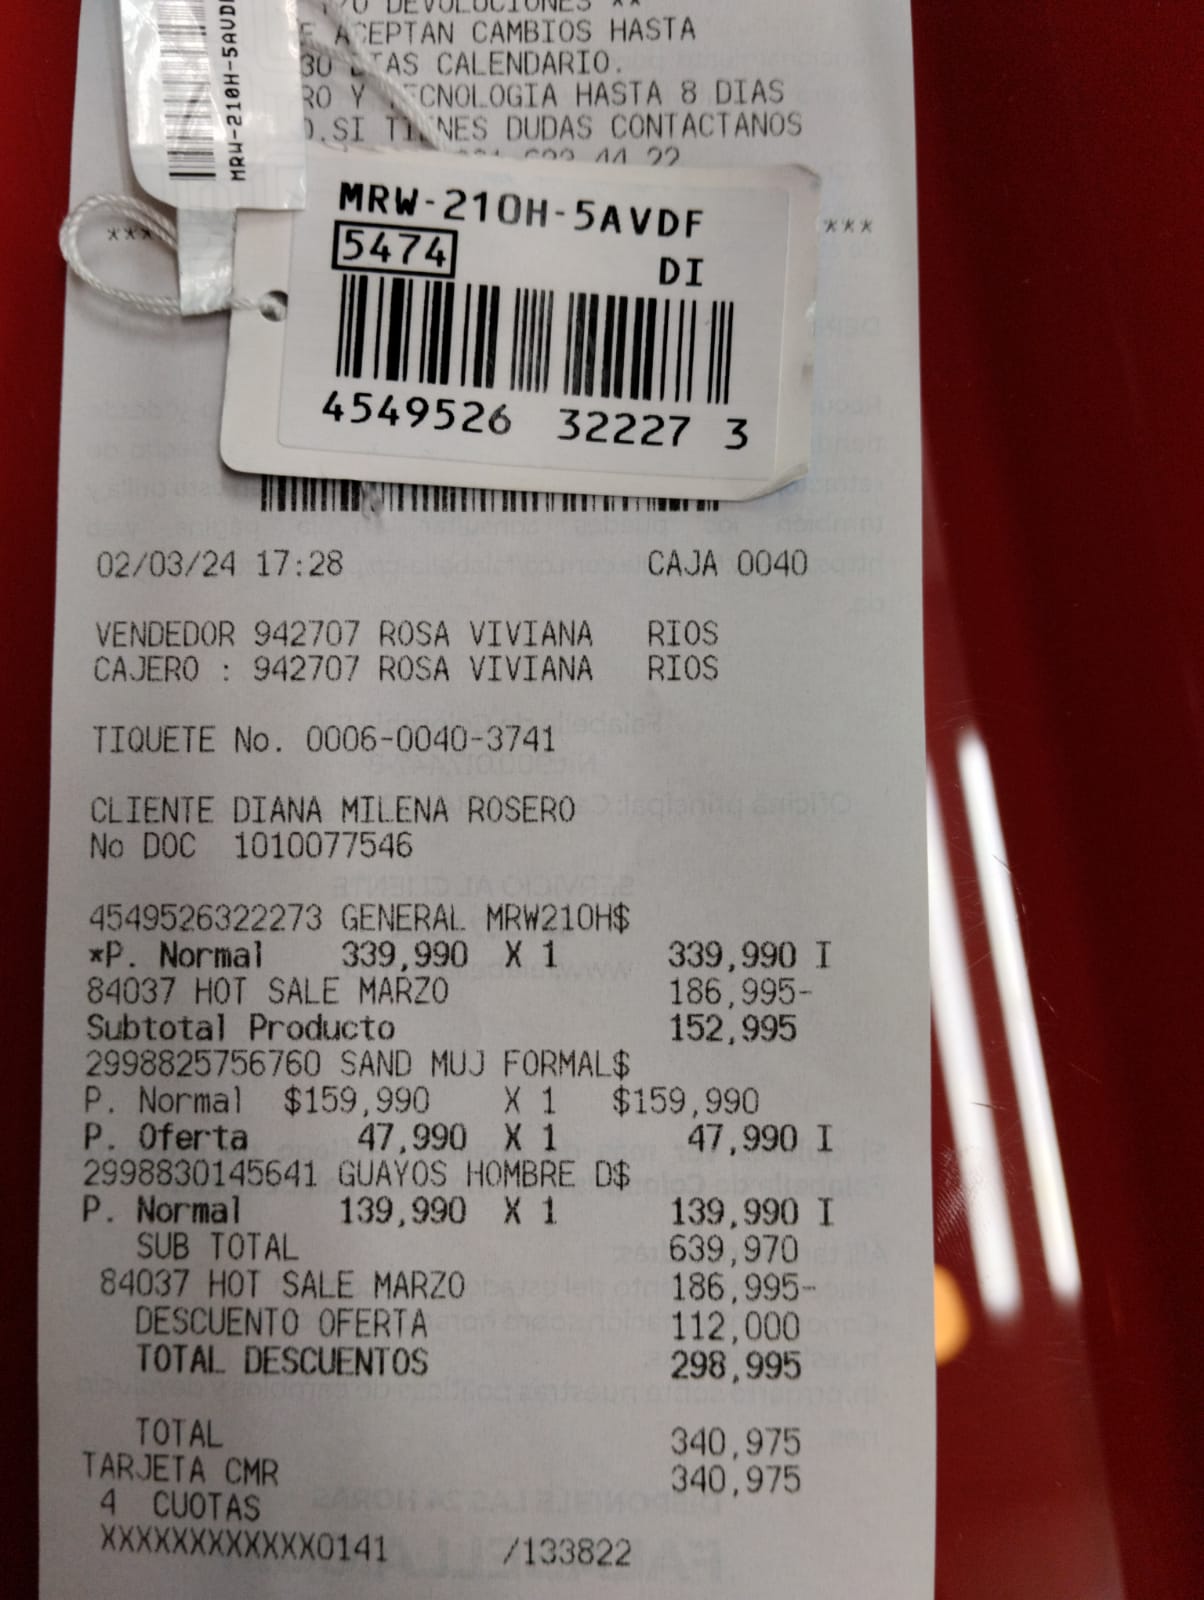 DEVOLUCIONES **
ACEPTAN CAMBIOS HASTA
30 DIAS CALENDARIO.
Y TECNOLOGIA HASTA 8 DIAS
.SI TIENES DUDAS CONTACTANOS
44 22
MRW-210H-5AVD
***
***
MRW-210H-5AVDF
5474
DI
4549526 32227 3
02/03/24 17:28 CAJA 0040
VENDEDOR 942707 ROSA VIVIANA RIOS
CAJERO : 942707 ROSA VIVIANA RIOS
TIQUETE No. 0006-0040-3741
CLIENTE DIANA MILENA ROSERO
No DOC 1010077546
4549526322273 GENERAL MRW210H$
*P. Normal 339,990 X 1 339,990 I
84037 HOT SALE MARZO 186,995-
Subtotal Producto 152,995
2998825756760 SAND MUJ FORMAL$
P. Normal $159,990 X 1 $159,990
P. Oferta 47,990 X 1 47,990 I
2998830145641 GUAYOS HOMBRE D$
P. Normal 139,990 X 1 139,990 I
SUB TOTAL 639,970
84037 HOT SALE MARZO 186,995-
DESCUENTO OFERTA 112,000
TOTAL DESCUENTOS 298,995
TOTAL 340,975
TARJETA CMR 340,975
4 CUOTAS
XXXXXXXXXXXX0141 /133822